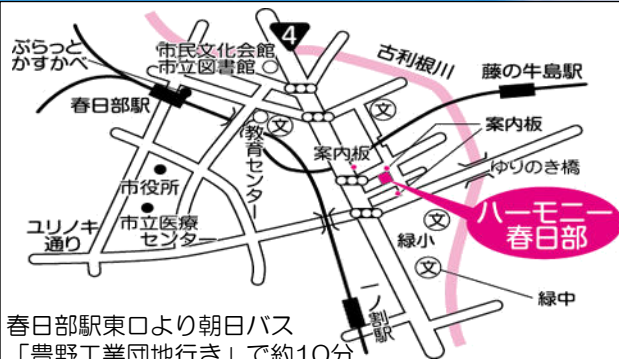 4
ぷらっと
かすかべ
市民文化会館
市立図書館
古利根川
藤の牛島駅
春日部駅
文
文
教育センター
案内板
案内板
ゆりのき橋
市役所
ハーモニー
春日部
市立医療
センター
ユリノキ
通り
文
緑小
文
緑中
一ノ割駅
春日部駅東口より朝日バス
「豊野工業団地行き」で約10分